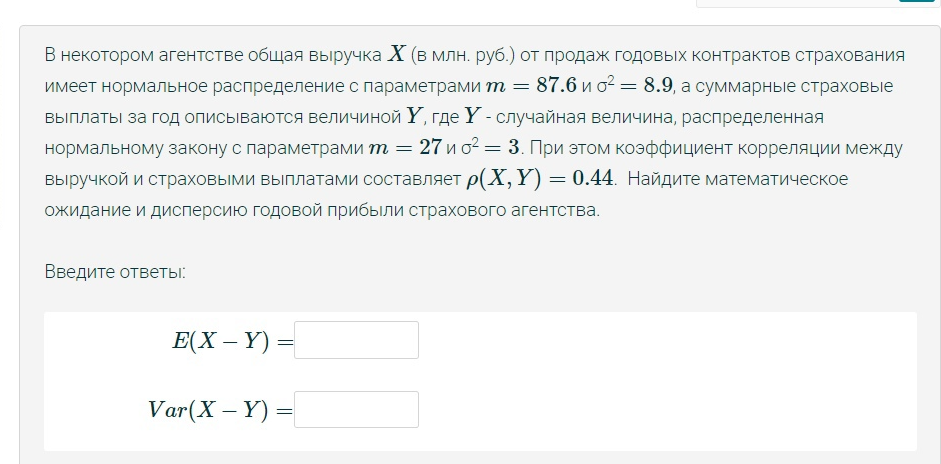 В некотором агентстве общая выручка X (в млн. руб.) от продаж годовых контрактов страхования
имеет нормальное распределение с параметрами m = 87.6 и σ² = 8.9, а суммарные страховые
выплаты за год описываются величиной Y, где Y - случайная величина, распределенная
нормальному закону с параметрами m = 27 и σ² = 3. При этом коэффициент корреляции между
выручкой и страховыми выплатами составляет ρ(X, Y) = 0.44. Найдите математическое
ожидание и дисперсию годовой прибыли страхового агентства.
Введите ответы:
E(X − Y) =
Var(X − Y) =